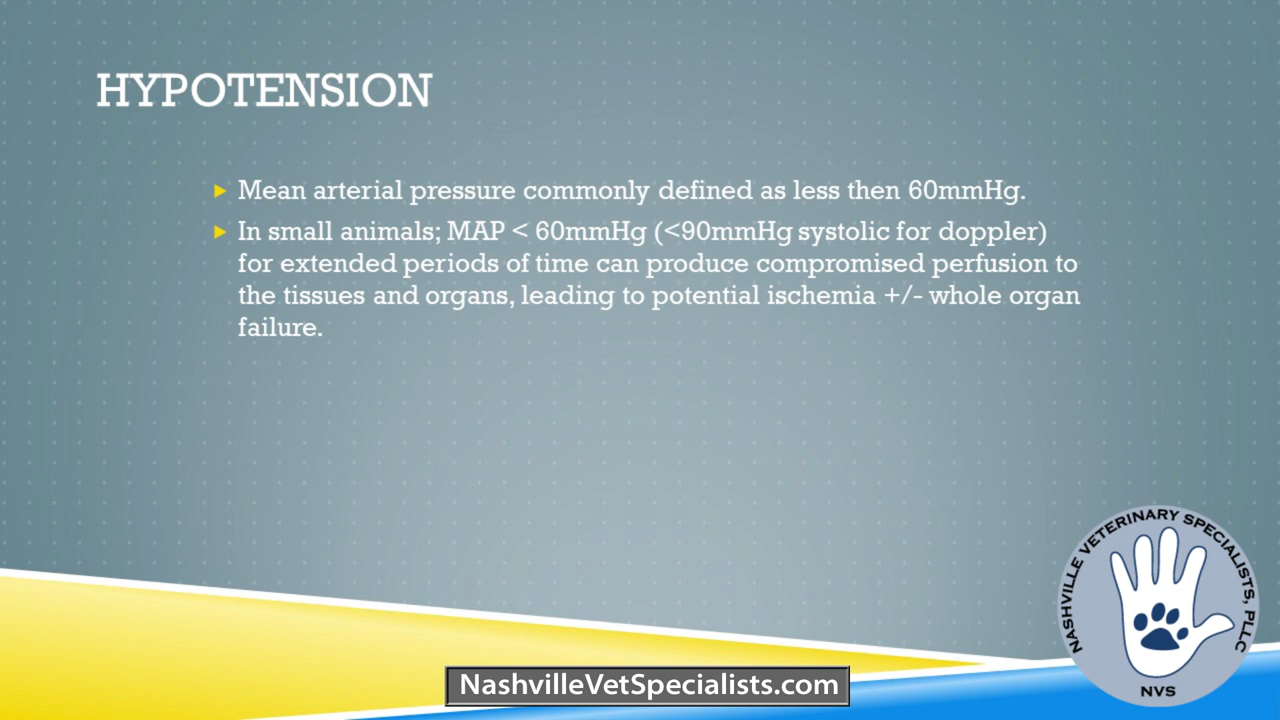 HYPOTENSION
Mean arterial pressure commonly defined as less then 60mmHg.
In small animals; MAP < 60mmHg (<90mmHg systolic for doppler)
for extended periods of time can produce compromised perfusion to
the tissues and organs, leading to potential ischemia +/- whole organ
failure.
NASHVILLE VETERINARY SPECIALISTS, PLLC
NVS
NashvilleVetSpecialists.com